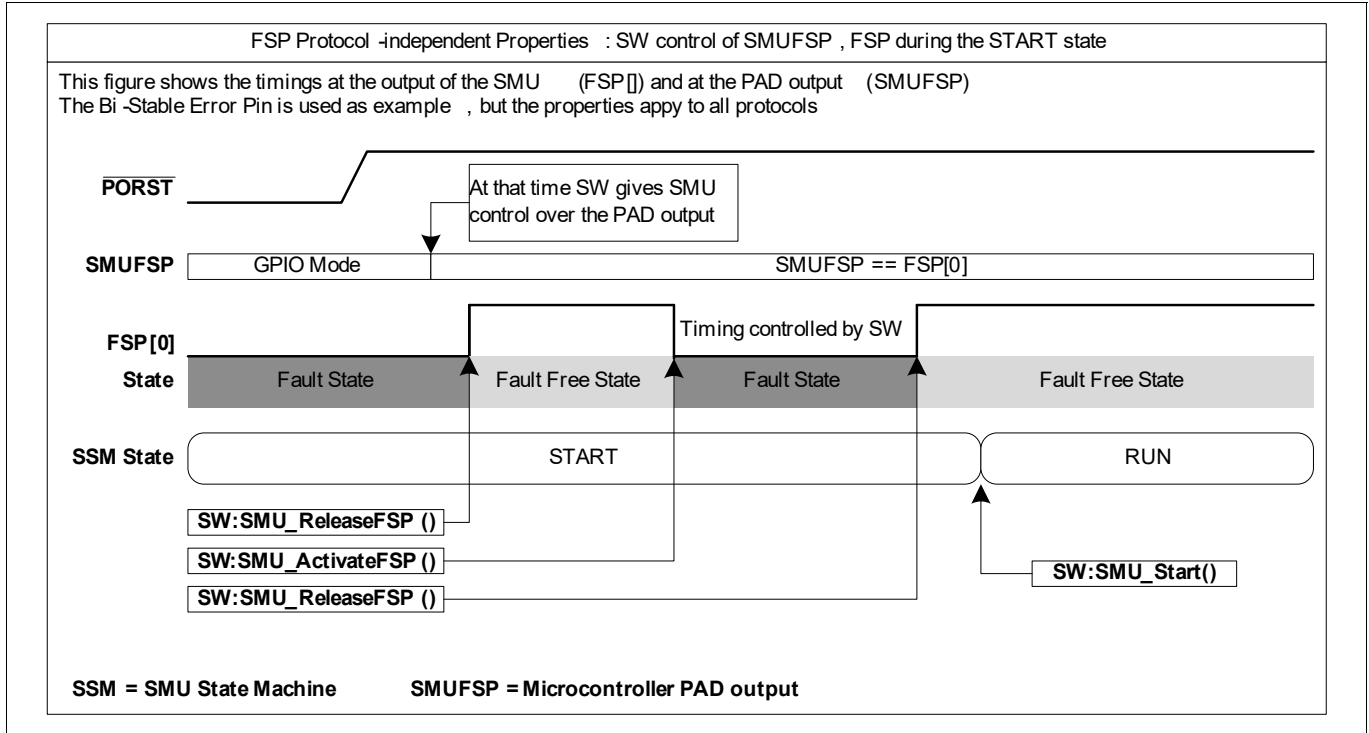 FSP Protocol -independent Properties : SW control of SMUFSP , FSP during the START state
This figure shows the timings at the output of the SMU (FSP[]) and at the PAD output (SMUFSP)
The Bi -Stable Error Pin is used as example , but the properties appy to all protocols
PORST
At that time SW gives SMU
control over the PAD output
SMUFSP
GPIO Mode
SMUFSP == FSP[0]
FSP[0]
Timing controlled by SW
State
Fault State
Fault Free State
Fault State
Fault Free State
SSM State
START
RUN
SW:SMU_ReleaseFSP ()
SW:SMU_ActivateFSP ()
SW:SMU_Start()
SW:SMU_ReleaseFSP ()
SSM = SMU State Machine
SMUFSP = Microcontroller PAD output